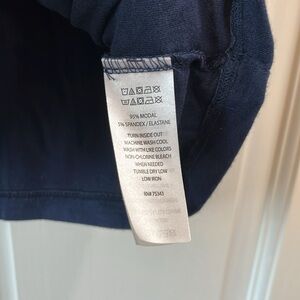 95% MODAL
5% SPANDEX / ELASTANE
TURN INSIDE OUT
MACHINE WASH COOL
WASH WITH LIKE COLORS
NON-CHLORINE BLEACH
WHEN NEEDED
TUMBLE DRY LOW
LOW IRON
RN# 75343